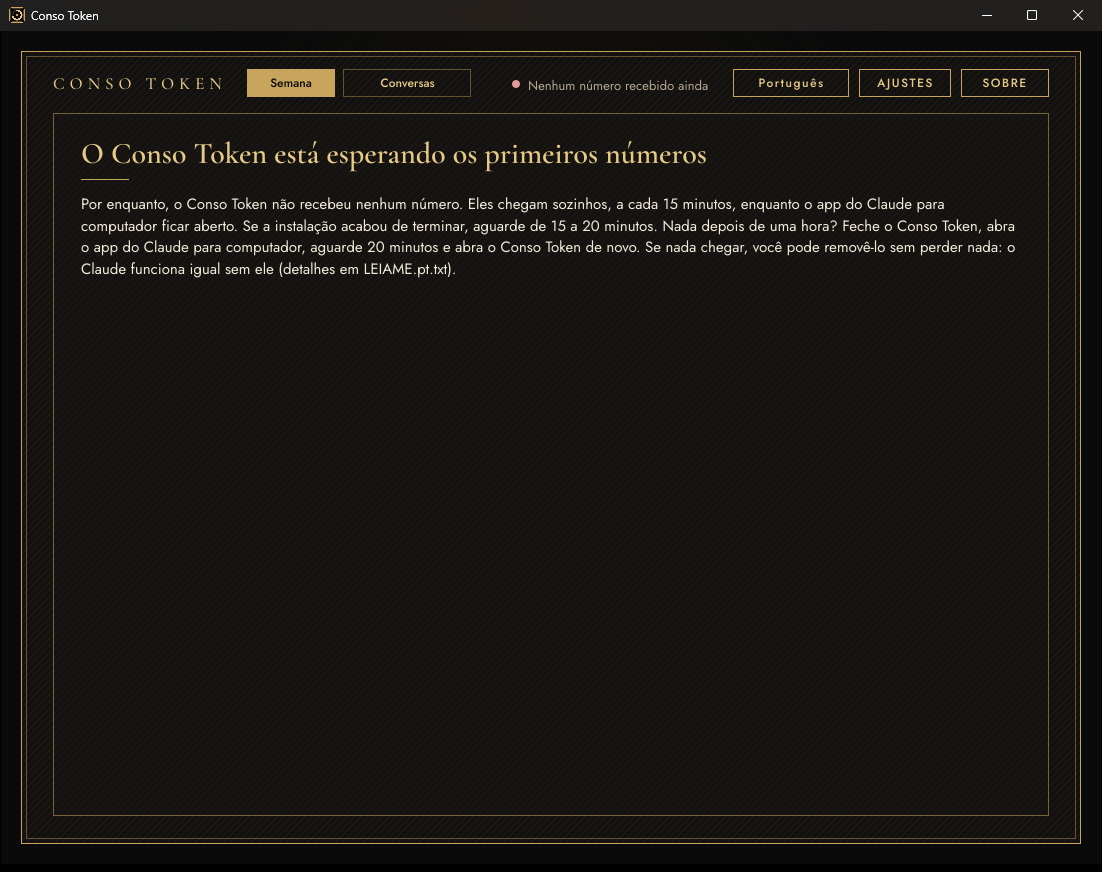 Conso Token
CONSO TOKEN
Semana
Conversas
Nenhum número recebido ainda
Português
AJUSTES
SOBRE
O Conso Token está esperando os primeiros números
Por enquanto, o Conso Token não recebeu nenhum número. Eles chegam sozinhos, a cada 15 minutos, enquanto o app do Claude para
computador ficar aberto. Se a instalação acabou de terminar, aguarde de 15 a 20 minutos. Nada depois de uma hora? Feche o Conso Token, abra
o app do Claude para computador, aguarde 20 minutos e abra o Conso Token de novo. Se nada chegar, você pode removê-lo sem perder nada: o
Claude funciona igual sem ele (detalhes em LEIAME.pt.txt).